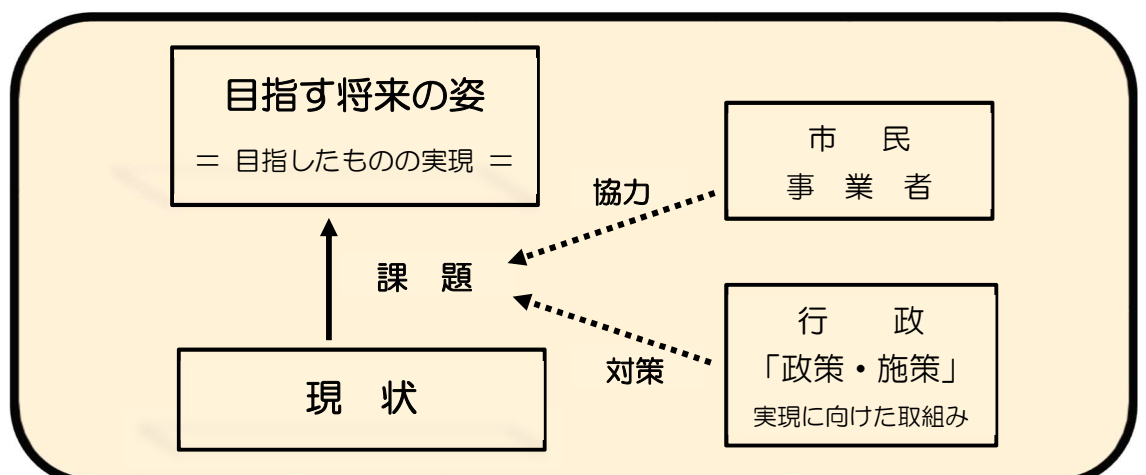 目指す将来の姿
＝ 目指したものの実現 ＝
市　民
事　業　者
協力
課　題
行　政
「政策・施策」
実現に向けた取組み
対策
現　状